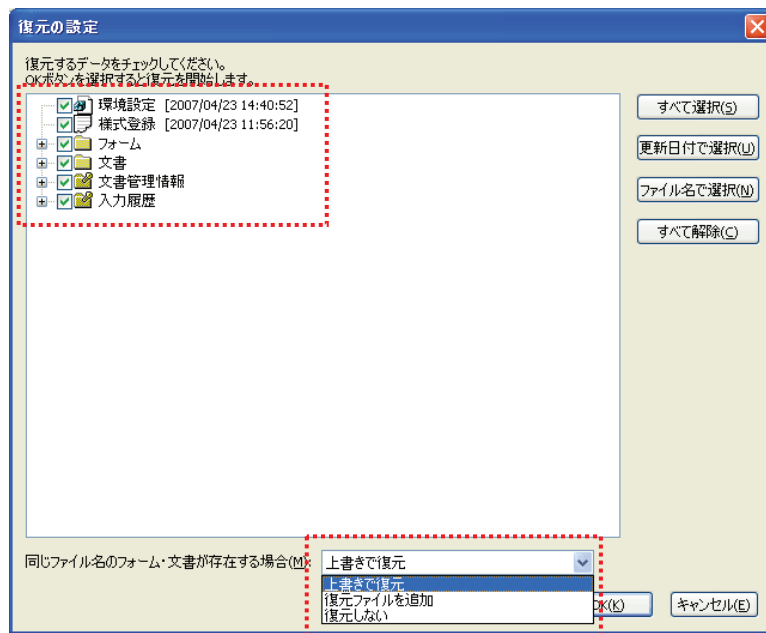 復元の設定
復元するデータをチェックしてください。
OKボタンを選択すると復元を開始します。
環境設定 [2007/04/23 14:40:52]
様式登録 [2007/04/23 11:56:20]
フォーム
文書
文書管理情報
入力履歴
すべて選択(S)
更新日付で選択(U)
ファイル名で選択(N)
すべて解除(C)
同じファイル名のフォーム・文書が存在する場合(M):
上書きで復元
上書きで復元
復元ファイルを追加
復元しない
OK(K)
キャンセル(E)